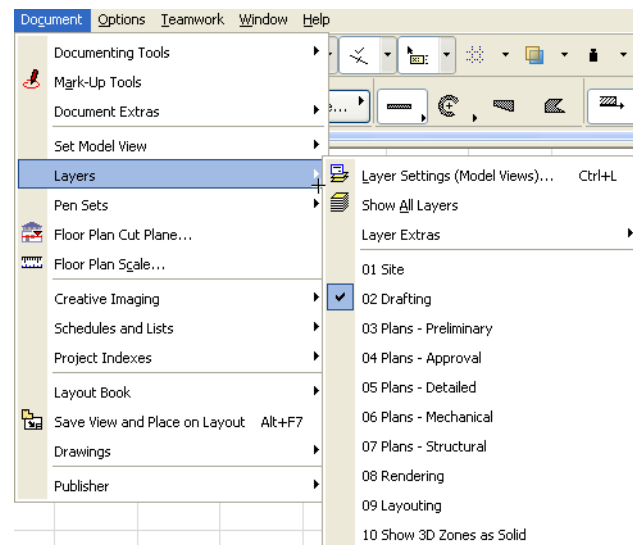 Document Options Teamwork Window Help
Documenting Tools
Mark-Up Tools
Document Extras
Set Model View
Layers
Pen Sets
Floor Plan Cut Plane...
Floor Plan Scale...
Creative Imaging
Schedules and Lists
Project Indexes
Layout Book
Save View and Place on Layout Alt+F7
Drawings
Publisher
Layer Settings (Model Views)... Ctrl+L
Show All Layers
Layer Extras
01 Site
02 Drafting
03 Plans - Preliminary
04 Plans - Approval
05 Plans - Detailed
06 Plans - Mechanical
07 Plans - Structural
08 Rendering
09 Layouting
10 Show 3D Zones as Solid